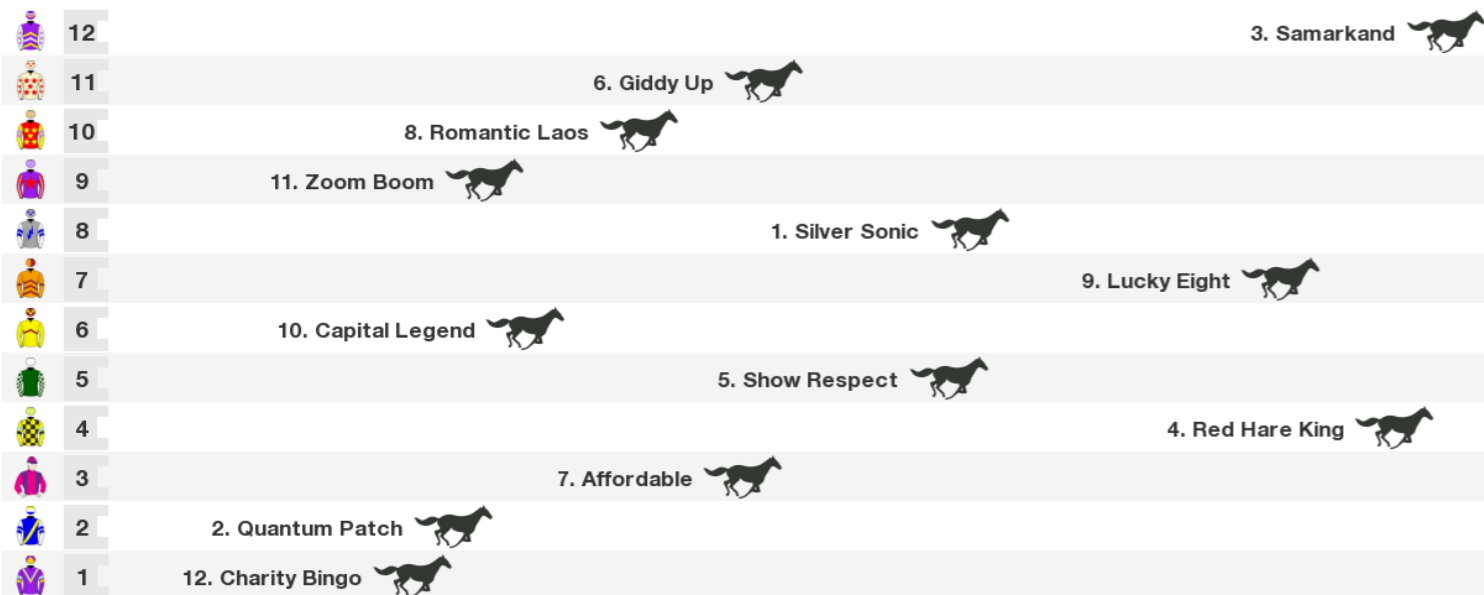 12 3. Samarkand
11 6. Giddy Up
10 8. Romantic Laos
9 11. Zoom Boom
8 1. Silver Sonic
7 9. Lucky Eight
6 10. Capital Legend
5 5. Show Respect
4 4. Red Hare King
3 7. Affordable
2 2. Quantum Patch
1 12. Charity Bingo